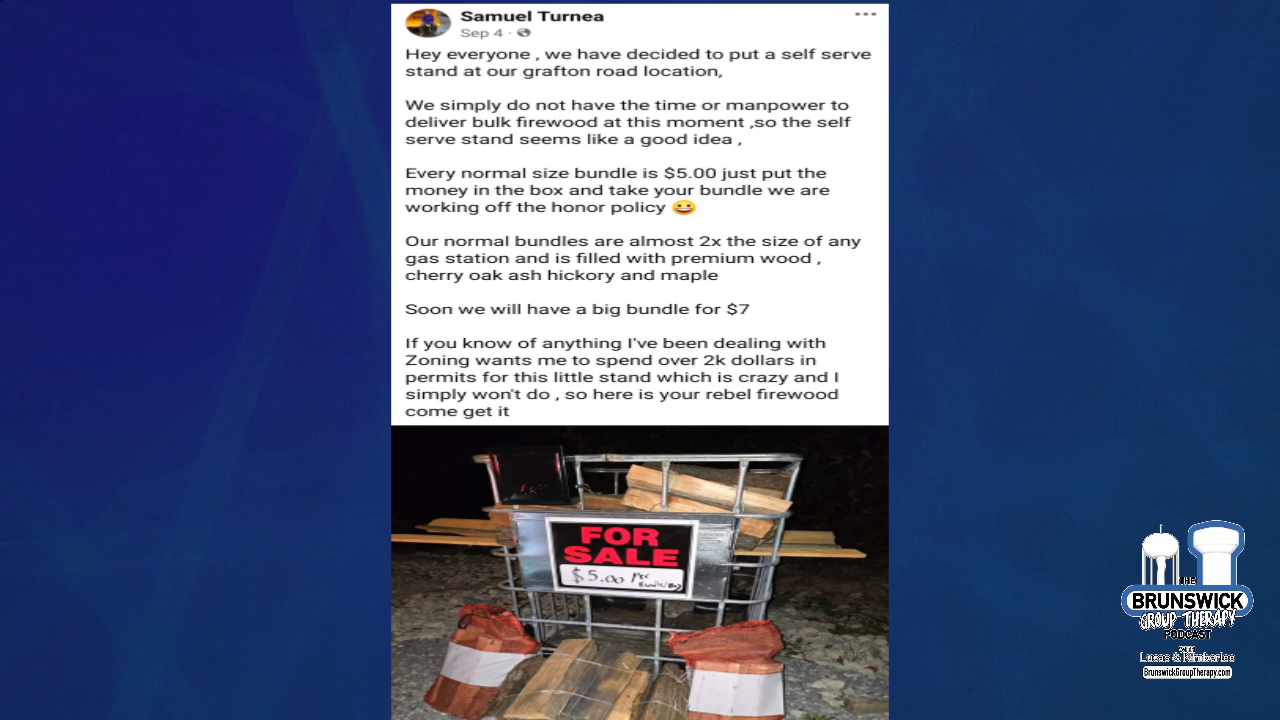 Samuel Turnea
Sep 4 ·
Hey everyone , we have decided to put a self serve
stand at our grafton road location,
We simply do not have the time or manpower to
deliver bulk firewood at this moment ,so the self
serve stand seems like a good idea ,
Every normal size bundle is $5.00 just put the
money in the box and take your bundle we are
working off the honor policy 😀
Our normal bundles are almost 2x the size of any
gas station and is filled with premium wood ,
cherry oak ash hickory and maple
Soon we will have a big bundle for $7
If you know of anything I've been dealing with
Zoning wants me to spend over 2k dollars in
permits for this little stand which is crazy and I
simply won't do , so here is your rebel firewood
come get it
FOR
SALE
$5.00 Per
THE
BRUNSWICK
GROUP THERAPY
PODCAST
Lucas & Kimberlee
BrunswickGroupTherapy.com